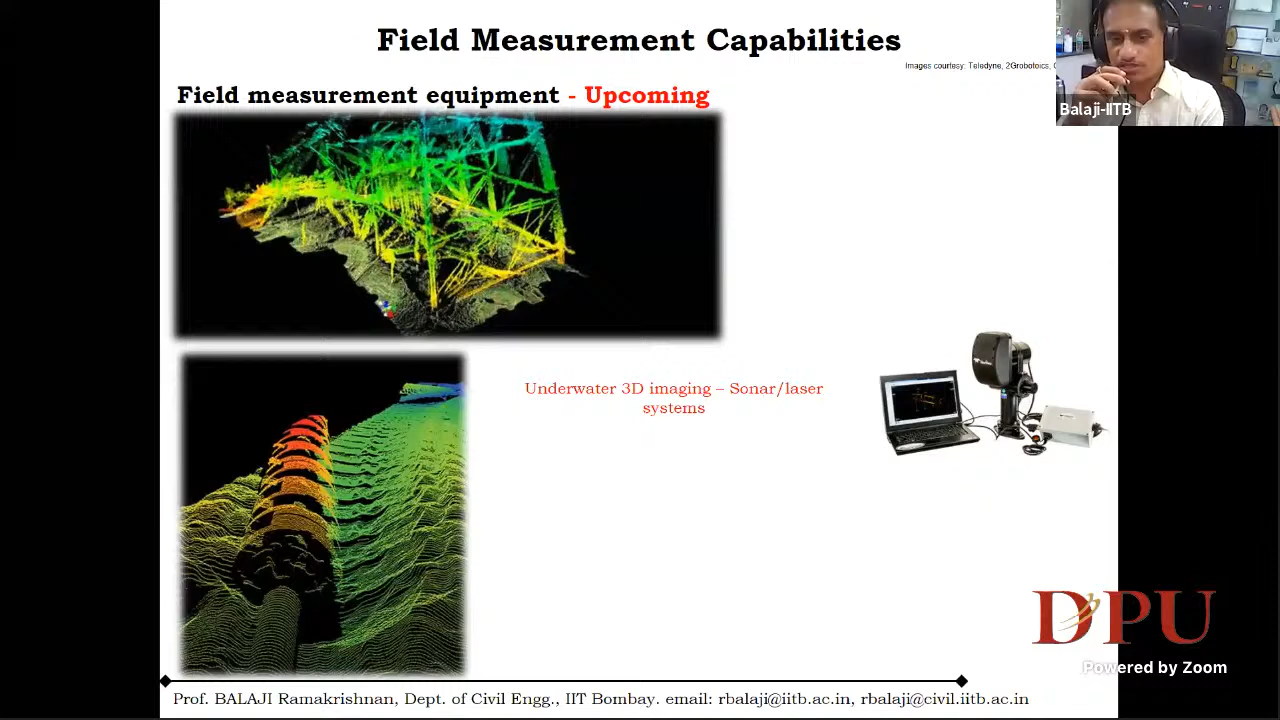 Field Measurement Capabilities
Images courtesy: Teledyne, 2Grobotoics,
Field measurement equipment - Upcoming
Balaji-IITB
Underwater 3D imaging – Sonar/laser
systems
DPU
Powered by Zoom
Prof. BALAJI Ramakrishnan, Dept. of Civil Engg., IIT Bombay. email: rbalaji@iitb.ac.in, rbalaji@civil.iitb.ac.in